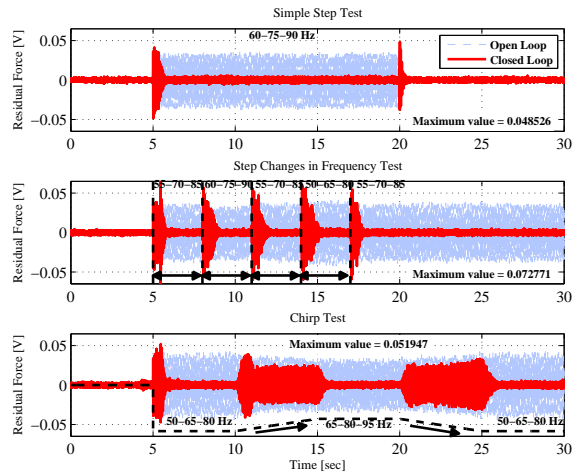 Simple Step Test
60−75−90 Hz
Open Loop
Closed Loop
Residual Force [V]
0.05
0
−0.05
Maximum value = 0.048526
0 5 10 15 20 25 30
Step Changes in Frequency Test
55−70−85 60−75−90 55−70−85 50−65−80 55−70−85
Residual Force [V]
0.05
0
−0.05
Maximum value = 0.072771
0 5 10 15 20 25 30
Chirp Test
Maximum value = 0.051947
Residual Force [V]
0.05
0
−0.05
50−65−80 Hz
65−80−95 Hz
50−65−80 Hz
0 5 10 15 20 25 30
Time [sec]